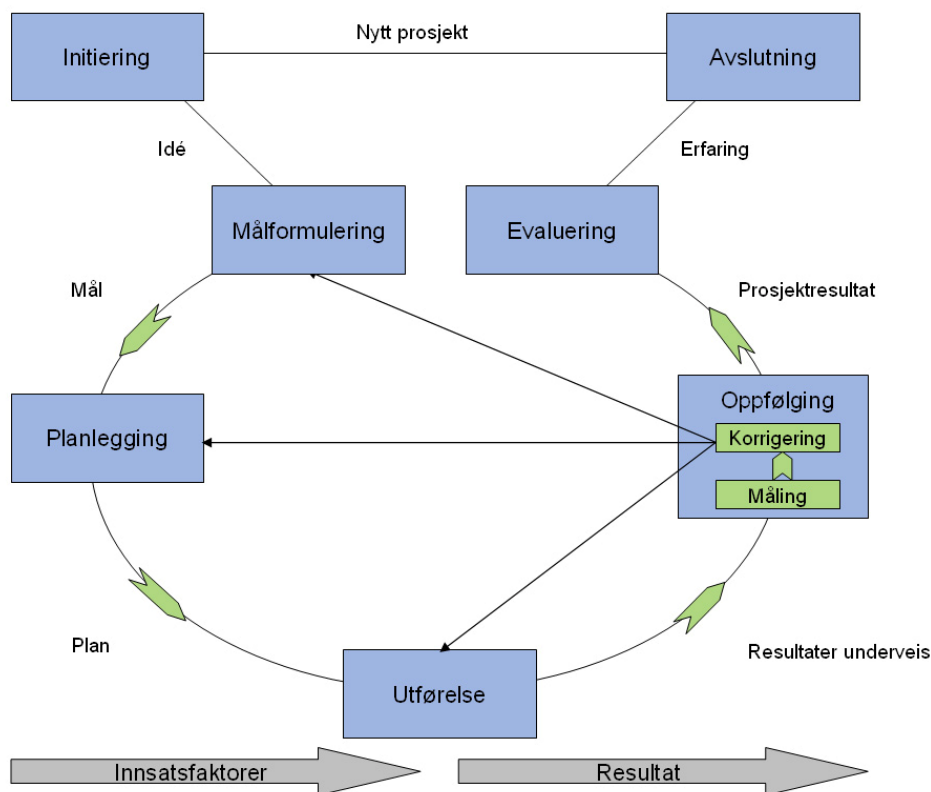 Nytt prosjekt
Initiering
Avslutning
Idé
Erfaring
Målformulering
Evaluering
Mål
Prosjektresultat
Oppfølging
Planlegging
Korrigering
Måling
Plan
Resultater underveis
Utførelse
Innsatsfaktorer
Resultat